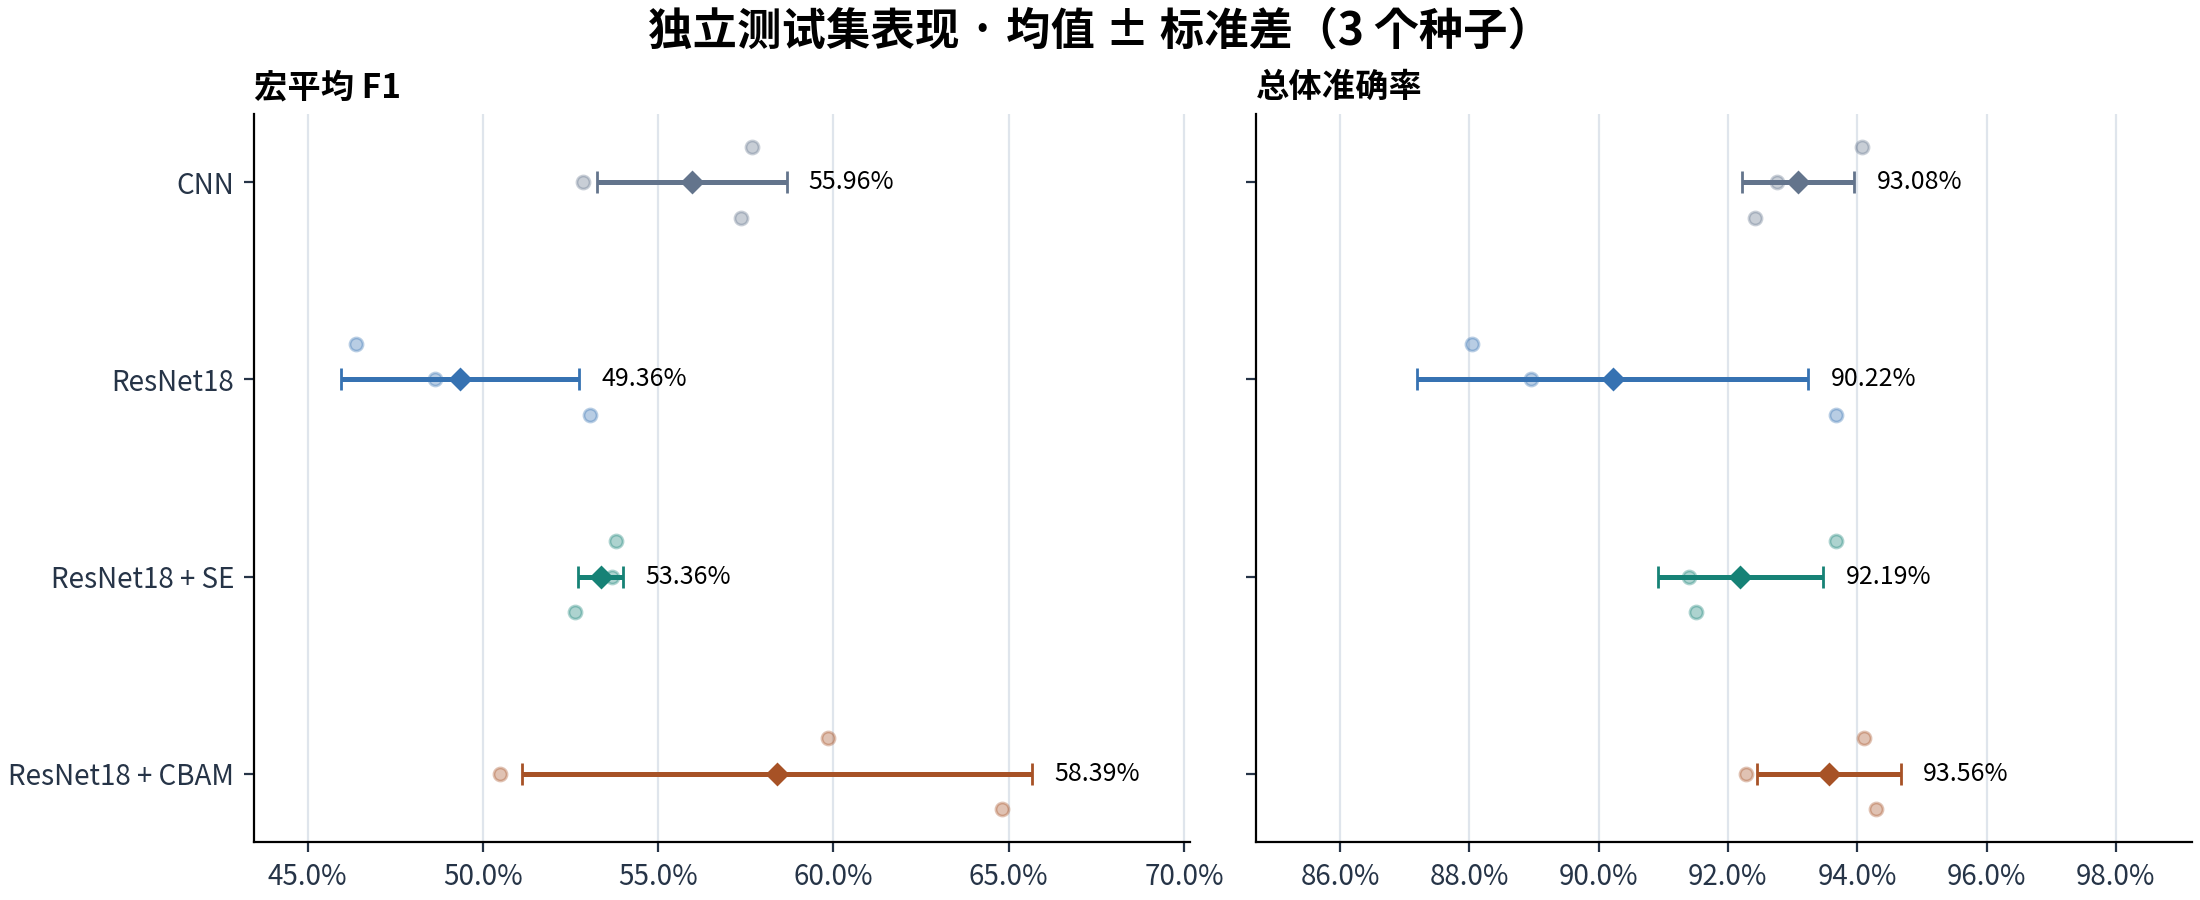 独立测试集表现 · 均值 ± 标准差（3 个种子）
宏平均 F1
CNN
55.96%
ResNet18
49.36%
ResNet18 + SE
53.36%
ResNet18 + CBAM
58.39%
45.0% 50.0% 55.0% 60.0% 65.0% 70.0%
总体准确率
93.08%
90.22%
92.19%
93.56%
86.0% 88.0% 90.0% 92.0% 94.0% 96.0% 98.0%